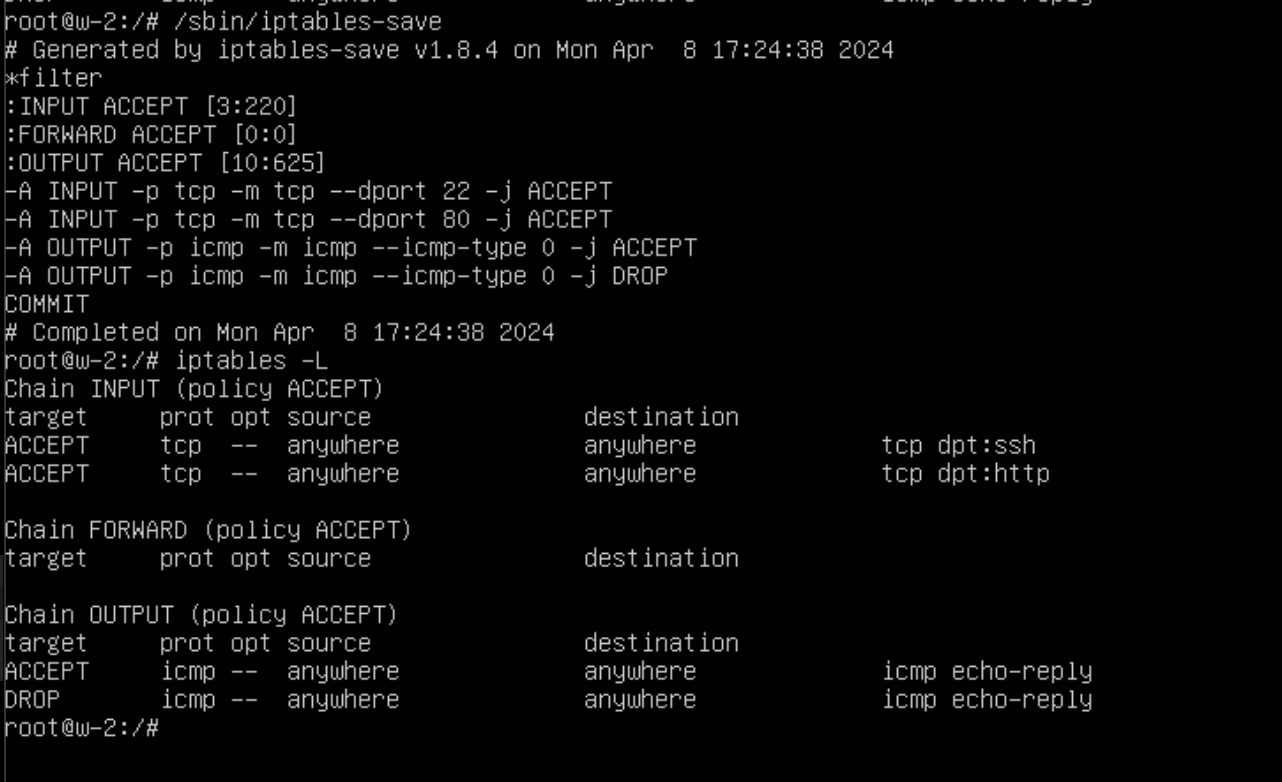 icmp anywhere anywhere icmp echo-reply
root@w-2:/# /sbin/iptables-save
# Generated by iptables-save v1.8.4 on Mon Apr  8 17:24:38 2024
*filter
:INPUT ACCEPT [3:220]
:FORWARD ACCEPT [0:0]
:OUTPUT ACCEPT [10:625]
-A INPUT -p tcp -m tcp --dport 22 -j ACCEPT
-A INPUT -p tcp -m tcp --dport 80 -j ACCEPT
-A OUTPUT -p icmp -m icmp --icmp-type 0 -j ACCEPT
-A OUTPUT -p icmp -m icmp --icmp-type 0 -j DROP
COMMIT
# Completed on Mon Apr  8 17:24:38 2024
root@w-2:/# iptables -L
Chain INPUT (policy ACCEPT)
target     prot opt source               destination
ACCEPT     tcp  --  anywhere             anywhere             tcp dpt:ssh
ACCEPT     tcp  --  anywhere             anywhere             tcp dpt:http
Chain FORWARD (policy ACCEPT)
target     prot opt source               destination
Chain OUTPUT (policy ACCEPT)
target     prot opt source               destination
ACCEPT     icmp --  anywhere             anywhere             icmp echo-reply
DROP       icmp --  anywhere             anywhere             icmp echo-reply
root@w-2:/#